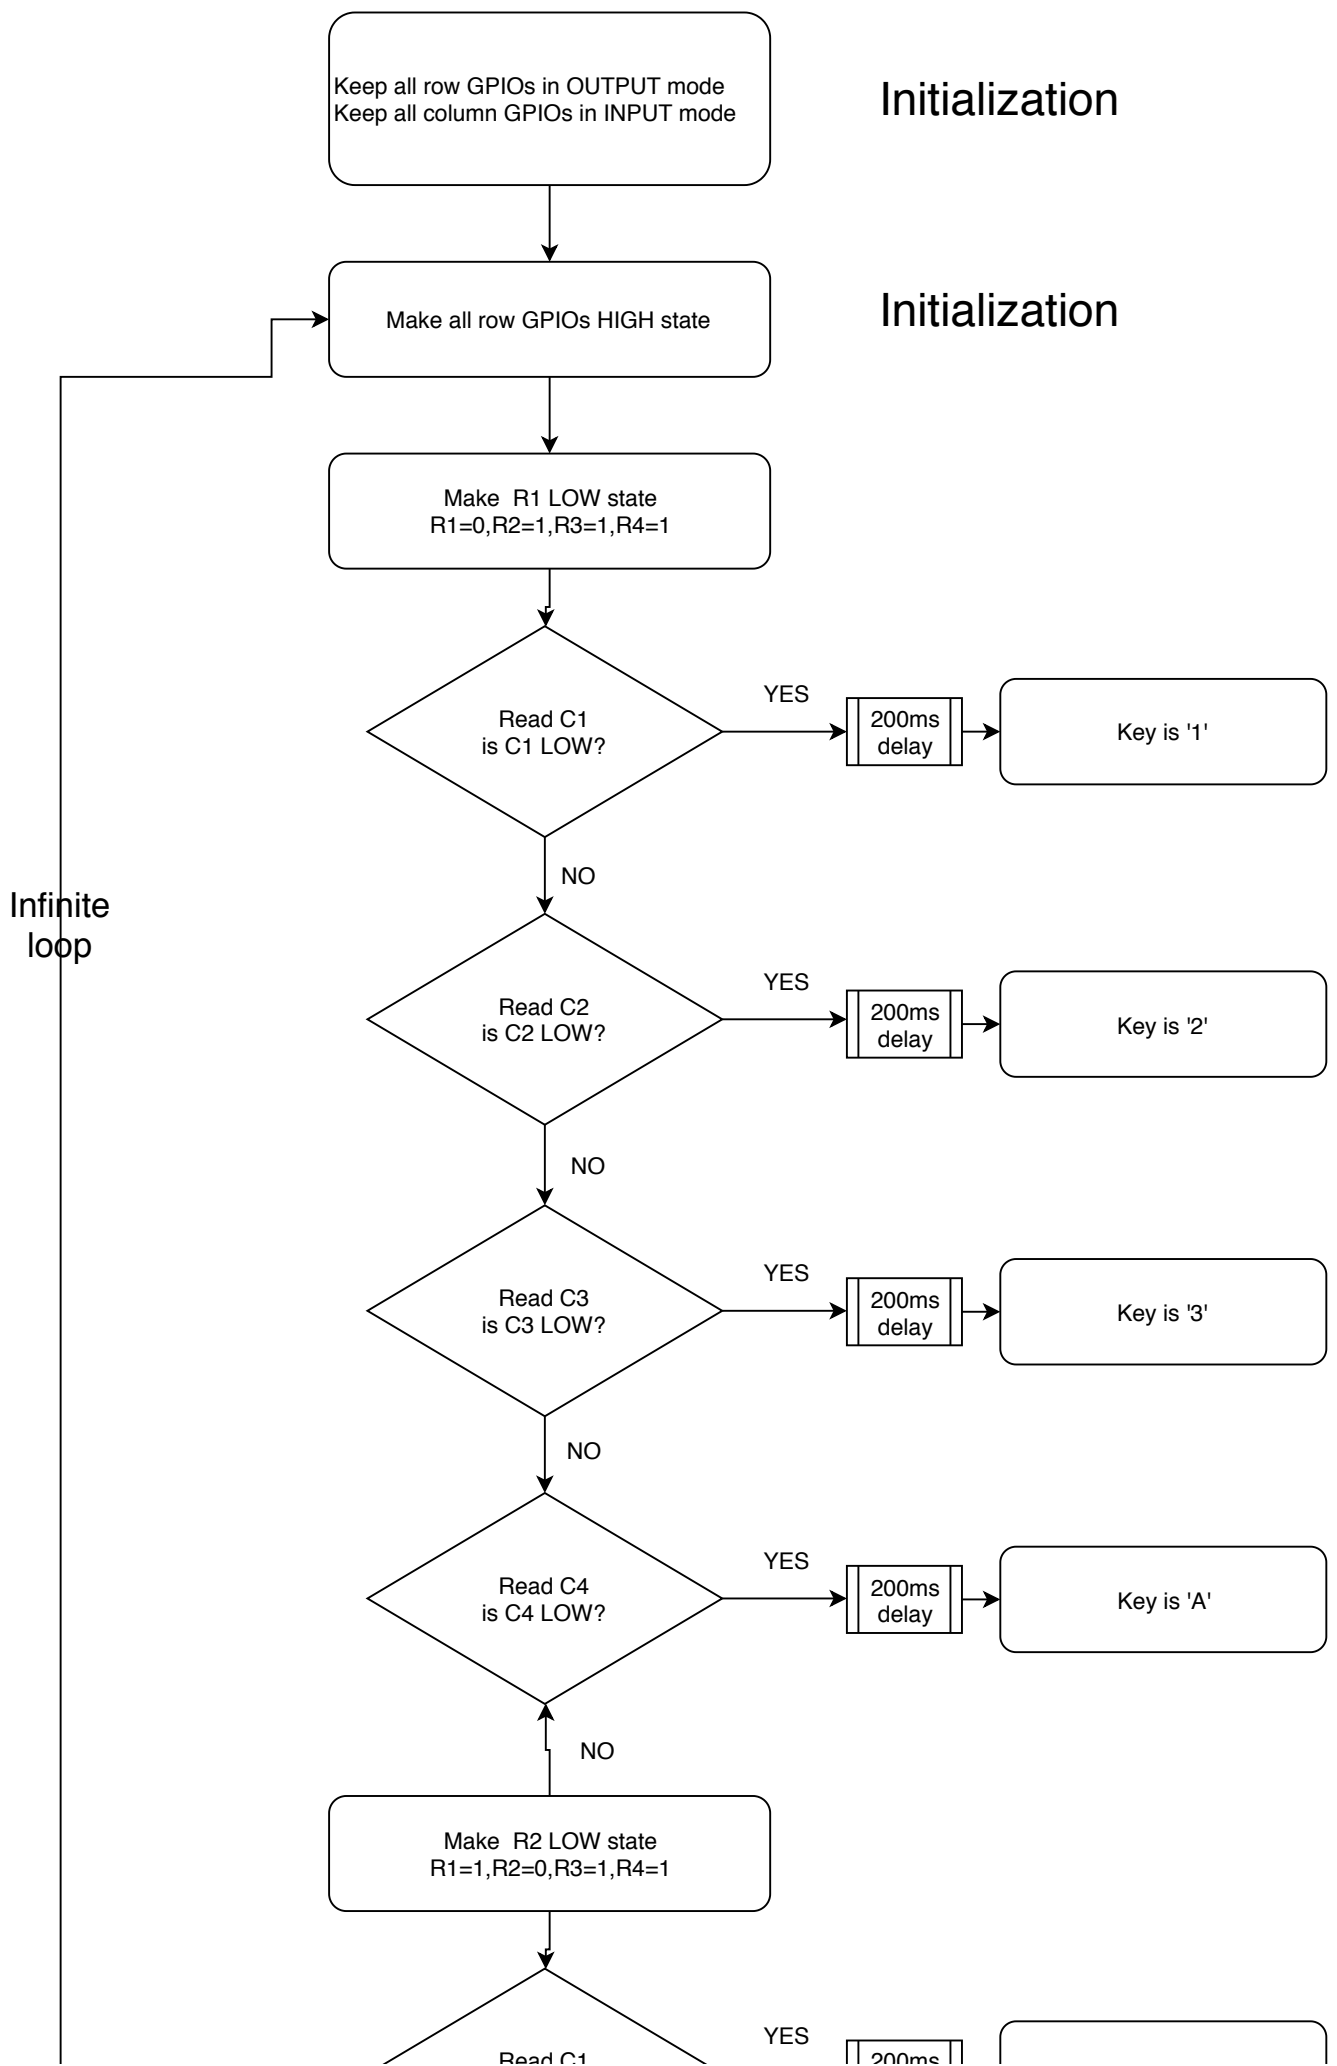 Keep all row GPIOs in OUTPUT mode
Keep all column GPIOs in INPUT mode
Initialization
Make all row GPIOs HIGH state
Initialization
Make  R1 LOW state
R1=0,R2=1,R3=1,R4=1
Read C1
is C1 LOW?
YES
200ms
delay
Key is '1'
NO
Infinite
loop
Read C2
is C2 LOW?
YES
200ms
delay
Key is '2'
NO
Read C3
is C3 LOW?
YES
200ms
delay
Key is '3'
NO
Read C4
is C4 LOW?
YES
200ms
delay
Key is 'A'
NO
Make  R2 LOW state
R1=1,R2=0,R3=1,R4=1
Read C1
YES
200ms